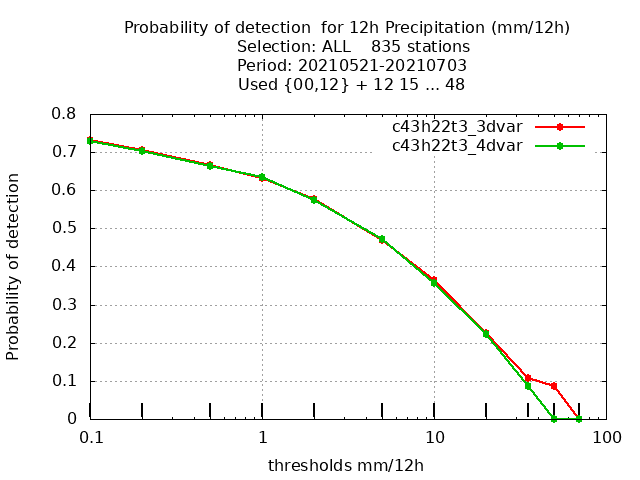 Probability of detection  for 12h Precipitation (mm/12h)
Selection: ALL    835 stations
Period: 20210521-20210703
Used {00,12} + 12 15 ... 48
c43h22t3_3dvar
c43h22t3_4dvar
Probability of detection
0.8
0.7
0.6
0.5
0.4
0.3
0.2
0.1
0
0.1 1 10 100
thresholds mm/12h